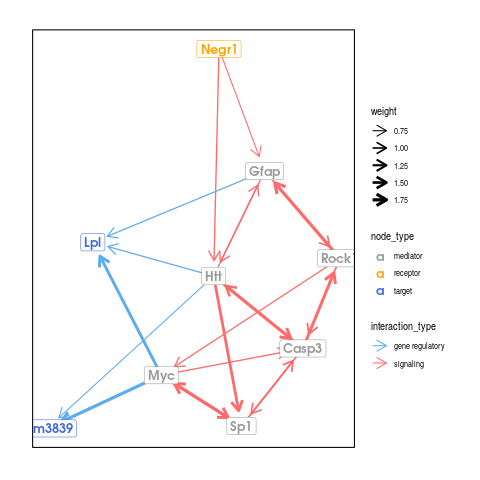 Negr1
Gfap
Lpl
Rock
Htt
Casp3
Myc
Sp1
m3839
weight
0.75
1.00
1.25
1.50
1.75
node_type
a mediator
a receptor
a target
interaction_type
gene regulatory
signaling